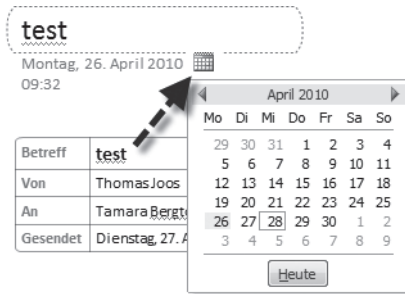 test
Montag, 26. April 2010
09:32
April 2010
Mo Di Mi Do Fr Sa So
29 30 31 1 2 3 4
5 6 7 8 9 10 11
12 13 14 15 16 17 18
19 20 21 22 23 24 25
26 27 28 29 30 1 2
3 4 5 6 7 8 9
Heute
Betreff test
Von Thomas Joos
An Tamara
Gesendet Dienstag, 27.